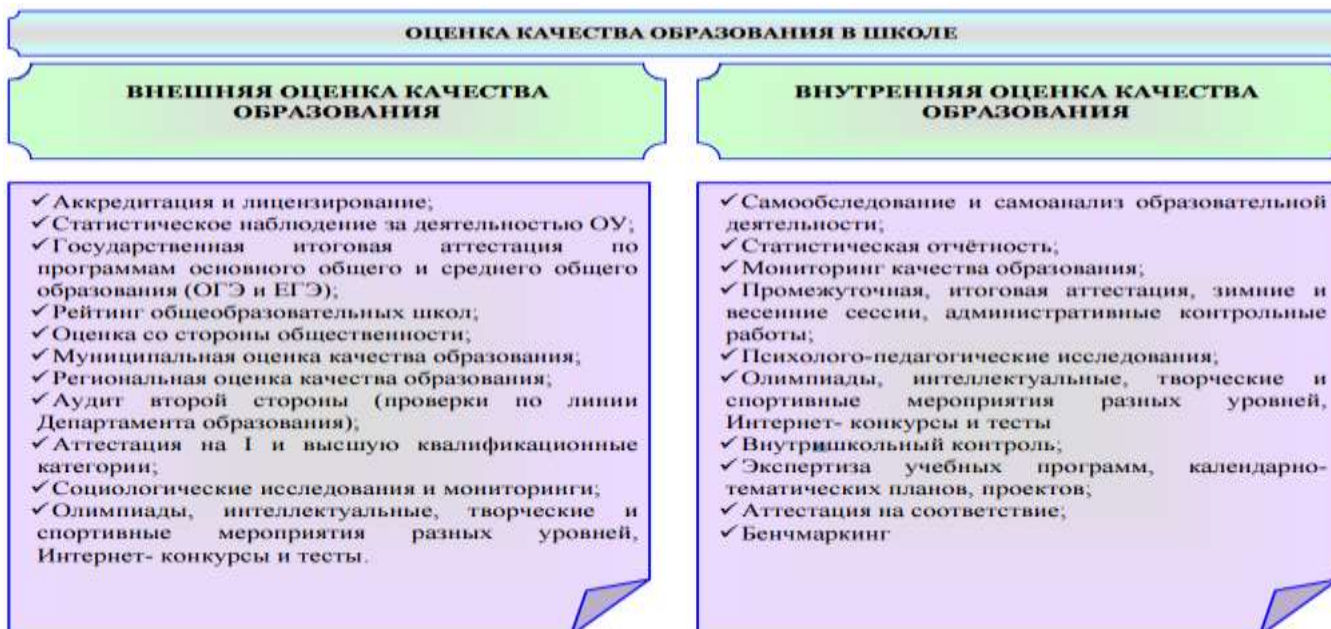 ОЦЕНКА КАЧЕСТВА ОБРАЗОВАНИЯ В ШКОЛЕ
ВНЕШНЯЯ ОЦЕНКА КАЧЕСТВА
ОБРАЗОВАНИЯ
✓Аккредитация и лицензирование;
✓Статистическое наблюдение за деятельностью ОУ;
✓Государственная итоговая аттестация по
программам основного общего и среднего общего
образования (ОГЭ и ЕГЭ);
✓Рейтинг общеобразовательных школ;
✓Оценка со стороны общественности;
✓Муниципальная оценка качества образования;
✓Региональная оценка качества образования;
✓Аудит второй стороны (проверки по линии
Департамента образования);
✓Аттестация на I и высшую квалификационные
категории;
✓Социологические исследования и мониторинги;
✓Олимпиады, интеллектуальные, творческие и
спортивные мероприятия разных уровней,
Интернет- конкурсы и тесты.
ВНУТРЕННЯЯ ОЦЕНКА КАЧЕСТВА
ОБРАЗОВАНИЯ
✓Самообследование и самоанализ образовательной
деятельности;
✓Статистическая отчётность;
✓Мониторинг качества образования;
✓Промежуточная, итоговая аттестация, зимние и
весенние сессии, административные контрольные
работы;
✓Психолого-педагогические исследования;
✓Олимпиады, интеллектуальные, творческие и
спортивные мероприятия разных уровней,
Интернет- конкурсы и тесты
✓Внутришкольный контроль;
✓Экспертиза учебных программ, календарно-
тематических планов, проектов;
✓Аттестация на соответствие;
✓Бенчмаркинг